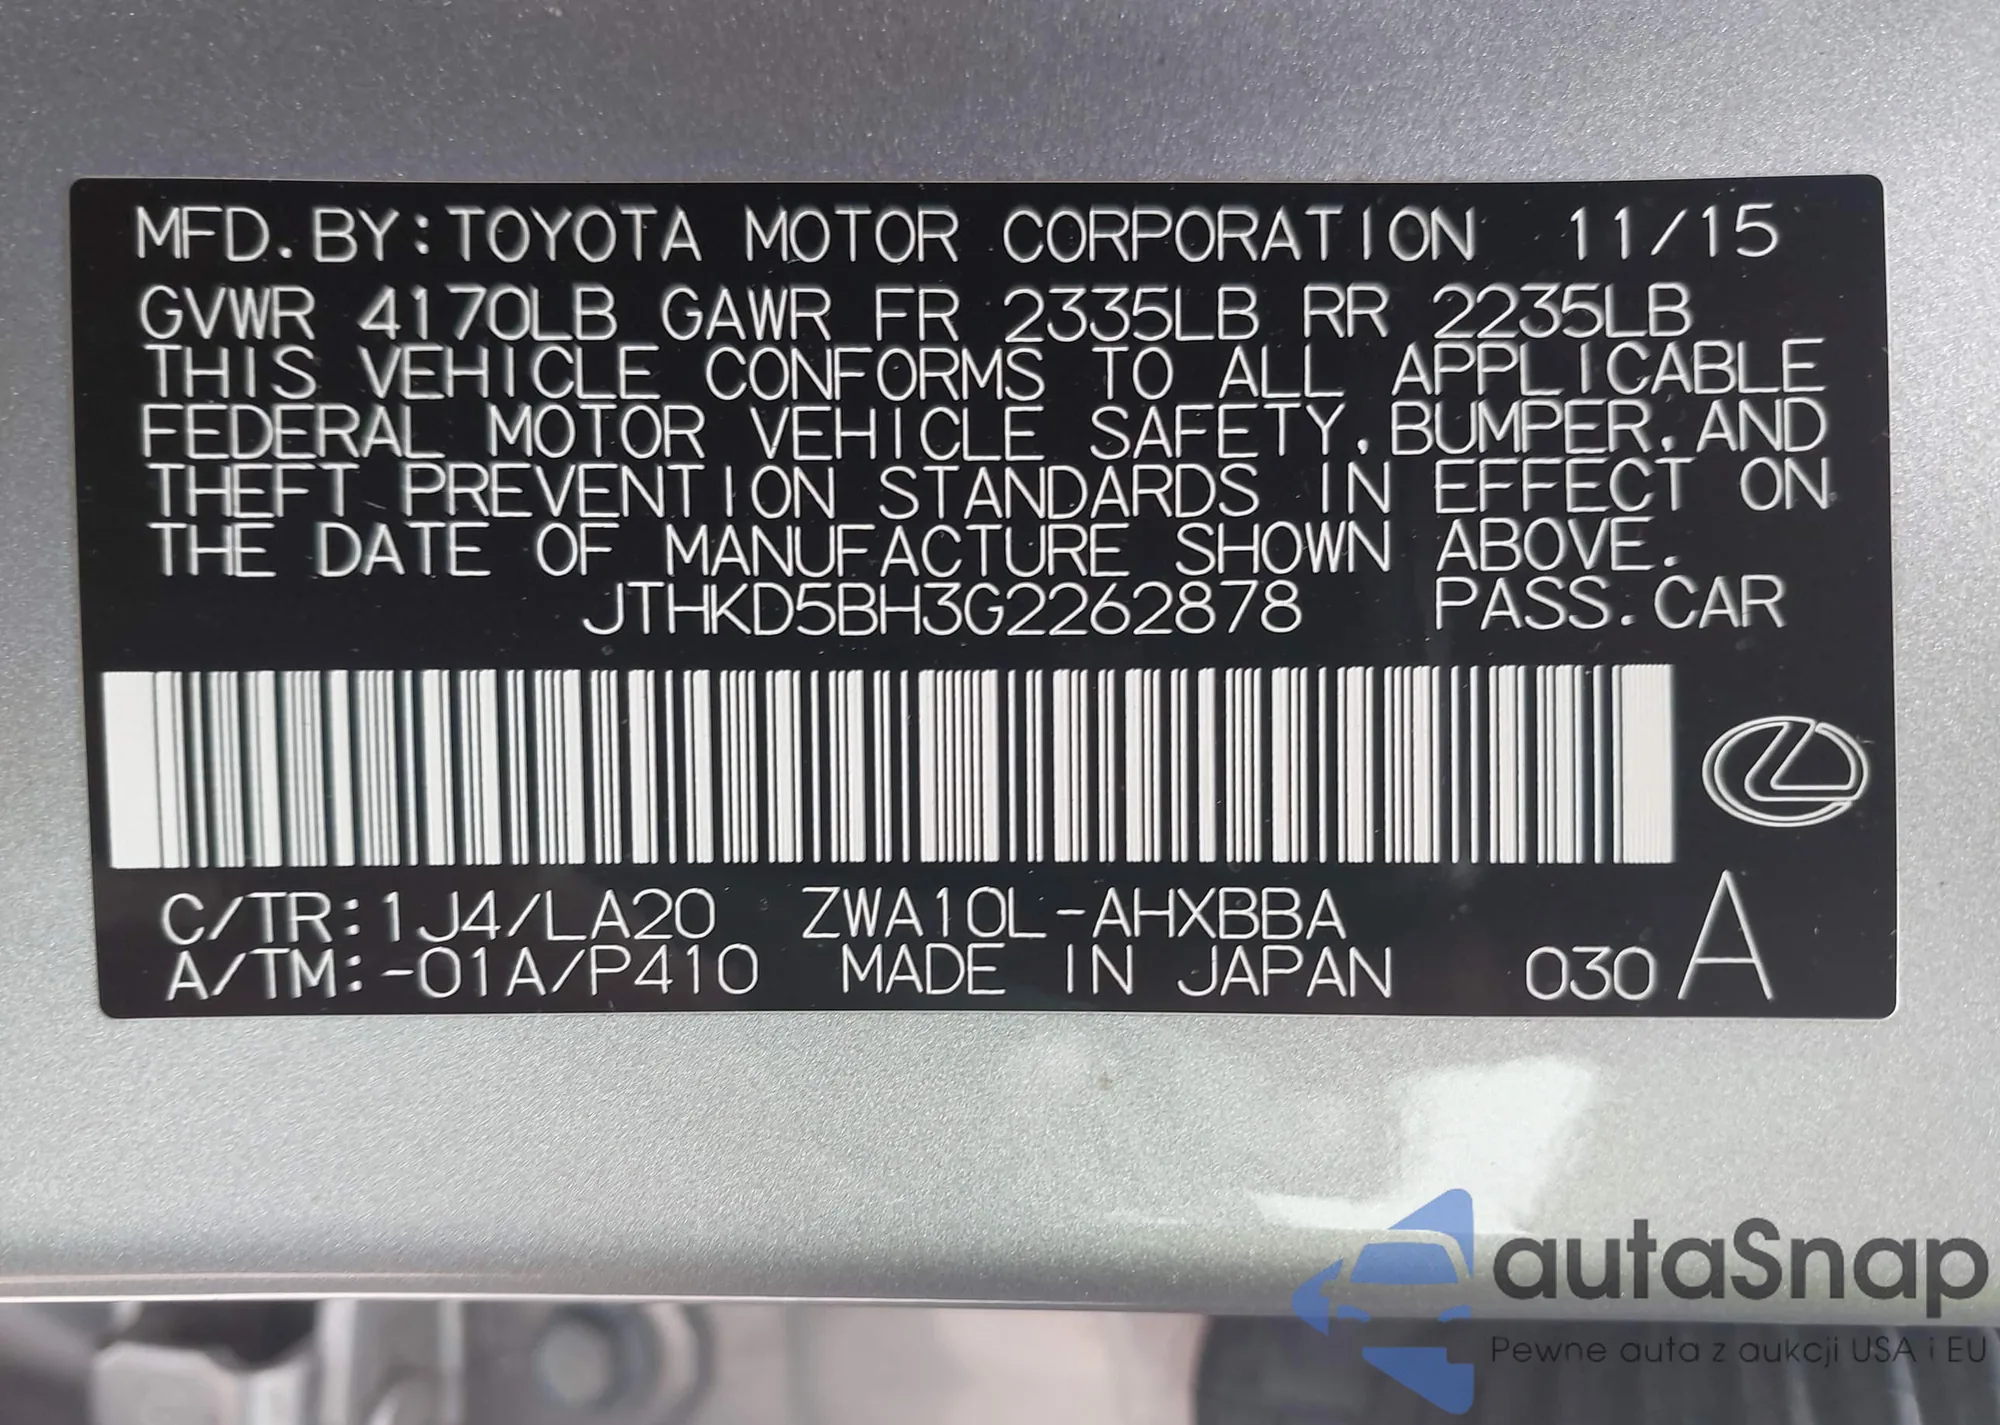 MFD. BY: TOYOTA MOTOR CORPORATION 11/15
GVWR 4170LB GAWR FR 2335LB RR 2235LB
THIS VEHICLE CONFORMS TO ALL APPLICABLE
FEDERAL MOTOR VEHICLE SAFETY, BUMPER, AND
THEFT PREVENTION STANDARDS IN EFFECT ON
THE DATE OF MANUFACTURE SHOWN ABOVE.
JTHKD5BH3G2262878 PASS. CAR
C/TR: 1J4/LA20 ZWA10L-AHXBBA
A/TM: -01A/P410 MADE IN JAPAN 030 A
autaSnap
Pewne auta z aukcji USA i EU